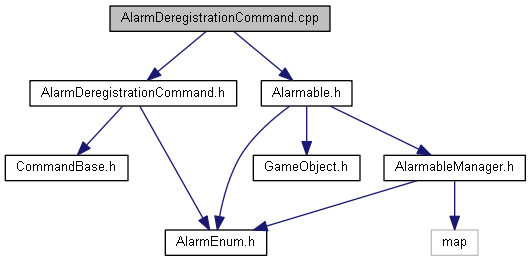 AlarmDeregistrationCommand.cpp
AlarmDeregistrationCommand.h
Alarmable.h
CommandBase.h
GameObject.h
AlarmableManager.h
AlarmEnum.h
map